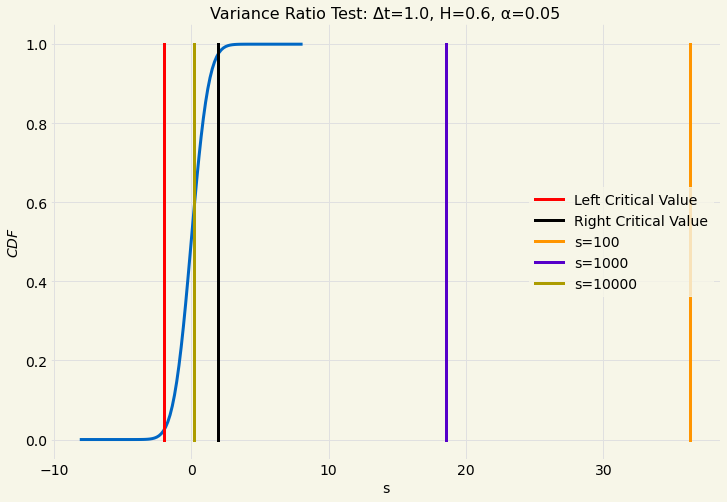 Variance Ratio Test: Δt=1.0, H=0.6, α=0.05
1.0
0.8
0.6
0.4
0.2
0.0
CDF
Left Critical Value
Right Critical Value
s=100
s=1000
s=10000
−10
0
10
20
30
s